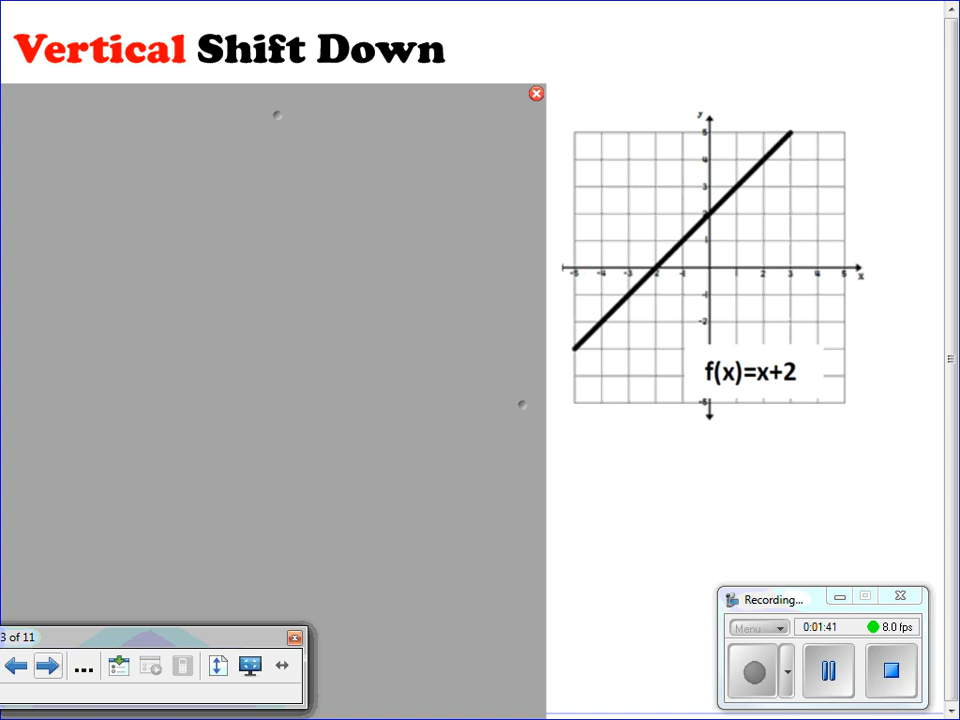 Vertical Shift Down
y
5
4
3
2
1
-5 -4 -3 -2 -1 1 2 3 4 5
x
-1
-2
f(x)=x+2
-5
Recording...
Menu 0:01:41 8.0 fps
3 of 11